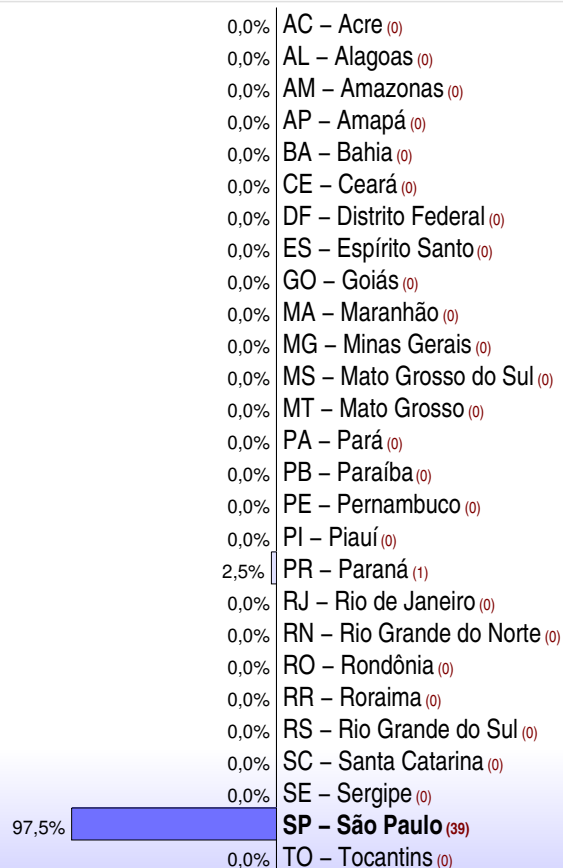 0,0% AC – Acre (0)
0,0% AL – Alagoas (0)
0,0% AM – Amazonas (0)
0,0% AP – Amapá (0)
0,0% BA – Bahia (0)
0,0% CE – Ceará (0)
0,0% DF – Distrito Federal (0)
0,0% ES – Espírito Santo (0)
0,0% GO – Goiás (0)
0,0% MA – Maranhão (0)
0,0% MG – Minas Gerais (0)
0,0% MS – Mato Grosso do Sul (0)
0,0% MT – Mato Grosso (0)
0,0% PA – Pará (0)
0,0% PB – Paraíba (0)
0,0% PE – Pernambuco (0)
0,0% PI – Piauí (0)
2,5% PR – Paraná (1)
0,0% RJ – Rio de Janeiro (0)
0,0% RN – Rio Grande do Norte (0)
0,0% RO – Rondônia (0)
0,0% RR – Roraima (0)
0,0% RS – Rio Grande do Sul (0)
0,0% SC – Santa Catarina (0)
0,0% SE – Sergipe (0)
97,5% SP – São Paulo (39)
0,0% TO – Tocantins (0)